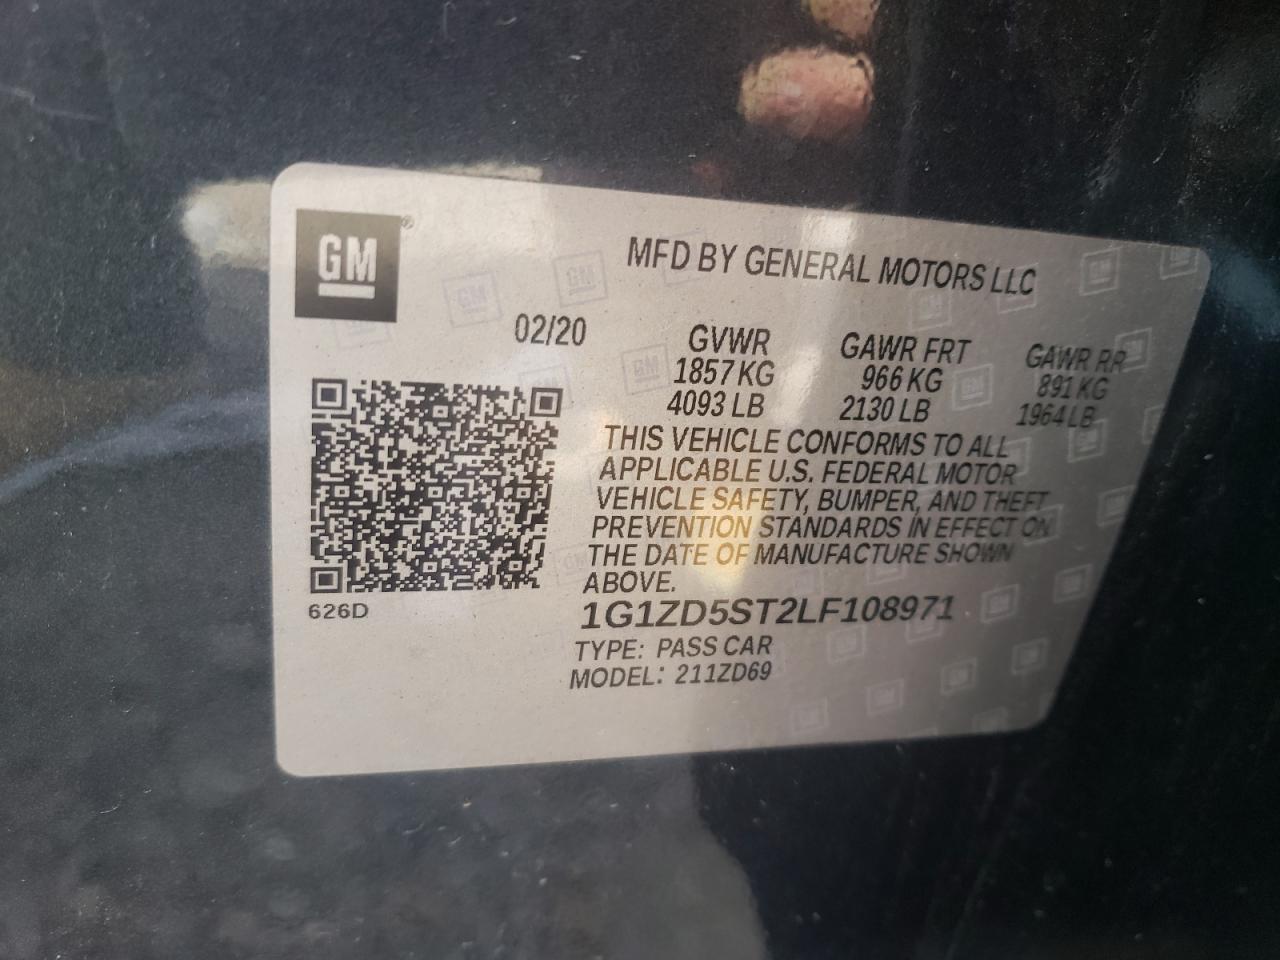 GM®
MFD BY GENERAL MOTORS LLC
02/20
GVWR GAWR FRT GAWR RR
1857 KG 966 KG 891 KG
4093 LB 2130 LB 1964 LB
THIS VEHICLE CONFORMS TO ALL
APPLICABLE U.S. FEDERAL MOTOR
VEHICLE SAFETY, BUMPER, AND THEFT
PREVENTION STANDARDS IN EFFECT ON
THE DATE OF MANUFACTURE SHOWN
ABOVE.
626D
1G1ZD5ST2LF108971
TYPE: PASS CAR
MODEL: 211ZD69